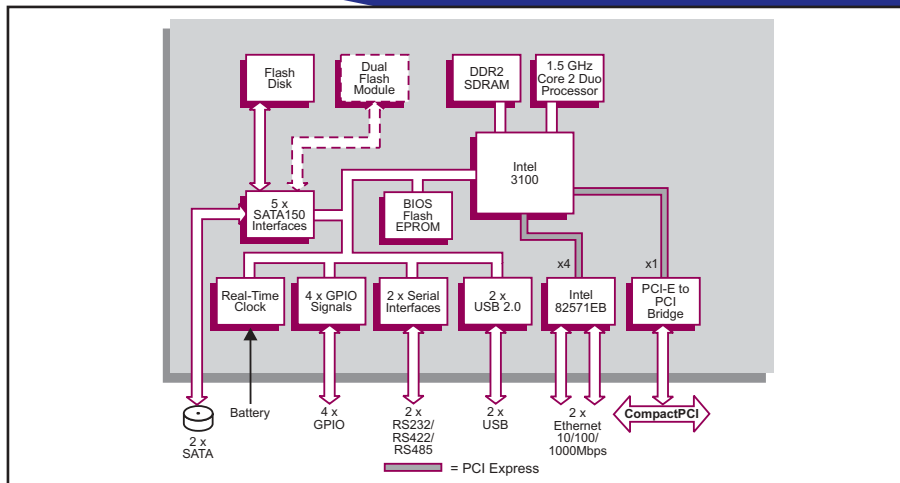 Flash
Disk
Dual
Flash
Module
DDR2
SDRAM
1.5 GHz
Core 2 Duo
Processor
Intel
3100
5 x
SATA150
Interfaces
BIOS
Flash
EPROM
x4
x1
Real-Time
Clock
4 x GPIO
Signals
2 x Serial
Interfaces
2 x
USB 2.0
Intel
82571EB
PCI-E to
PCI
Bridge
2 x
SATA
Battery
4 x
GPIO
2 x
RS232/
RS422/
RS485
2 x
USB
2 x
Ethernet
10/100/
1000Mbps
CompactPCI
= PCI Express